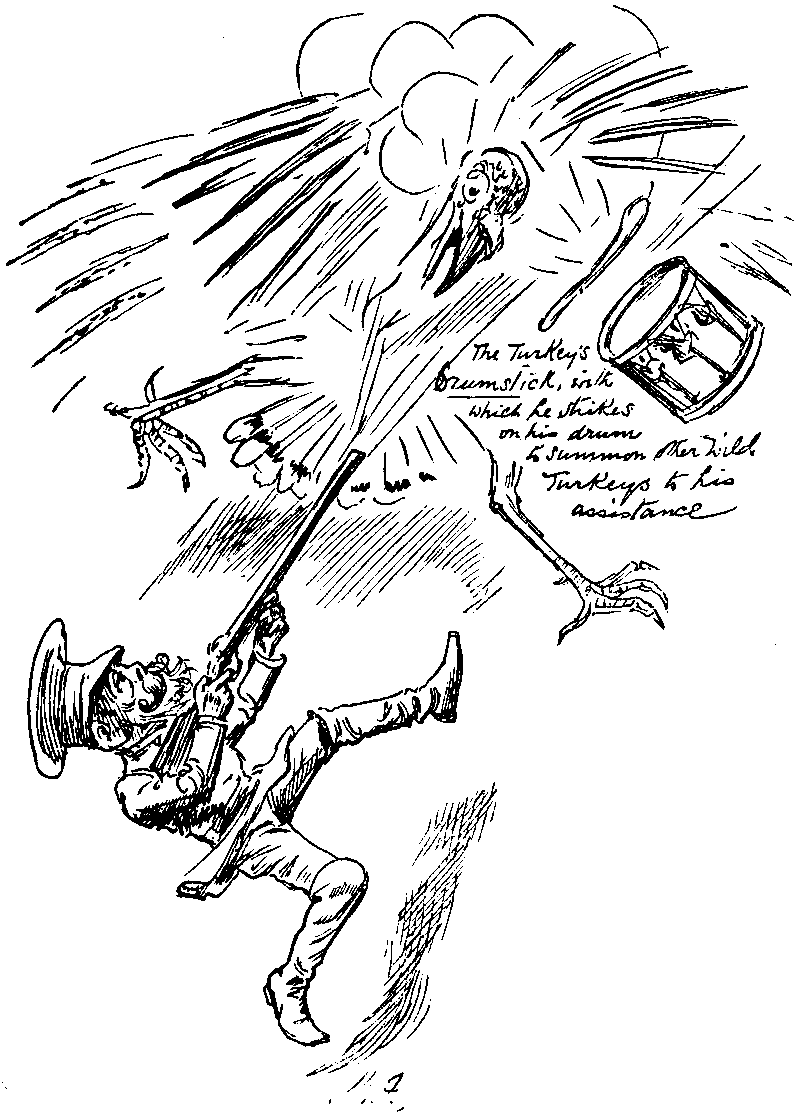 The Turkey's
Drumstick, with
which he strikes
on his drum
to summon other Wild
Turkeys to his
assistance
1